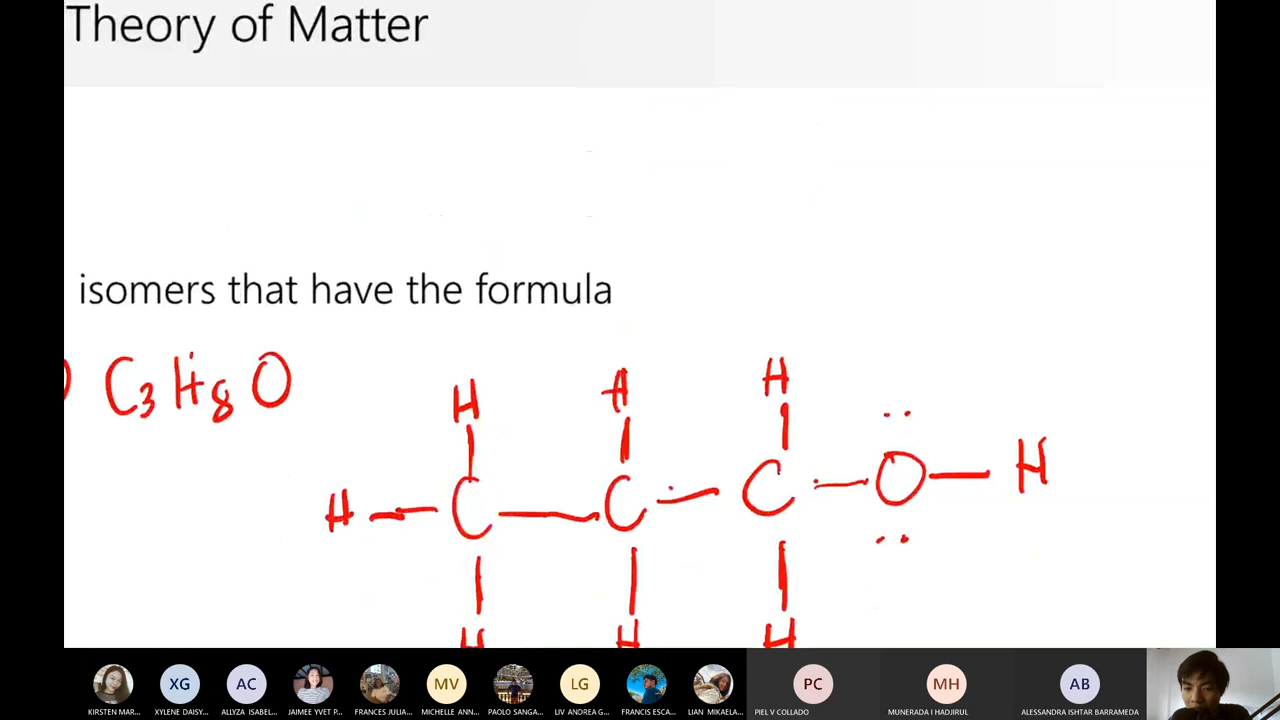 Theory of Matter
isomers that have the formula
) C3H8O
H H H
H - C - C - C - O - H
H H H
XG AC MV LG PC MH AB
KIRSTEN MAR... XYLENE DAISY... ALLYZA ISABEL... JAIMEE YVET P... FRANCES JULIA... MICHELLE ANN... PAOLO SANGA... LIV ANDREA G... FRANCIS ESCA... LIAN MIKAELA... PIEL V COLLADO MUNERADA I HADJIRUL ALESSANDRA ISHTAR BARRAMEDA